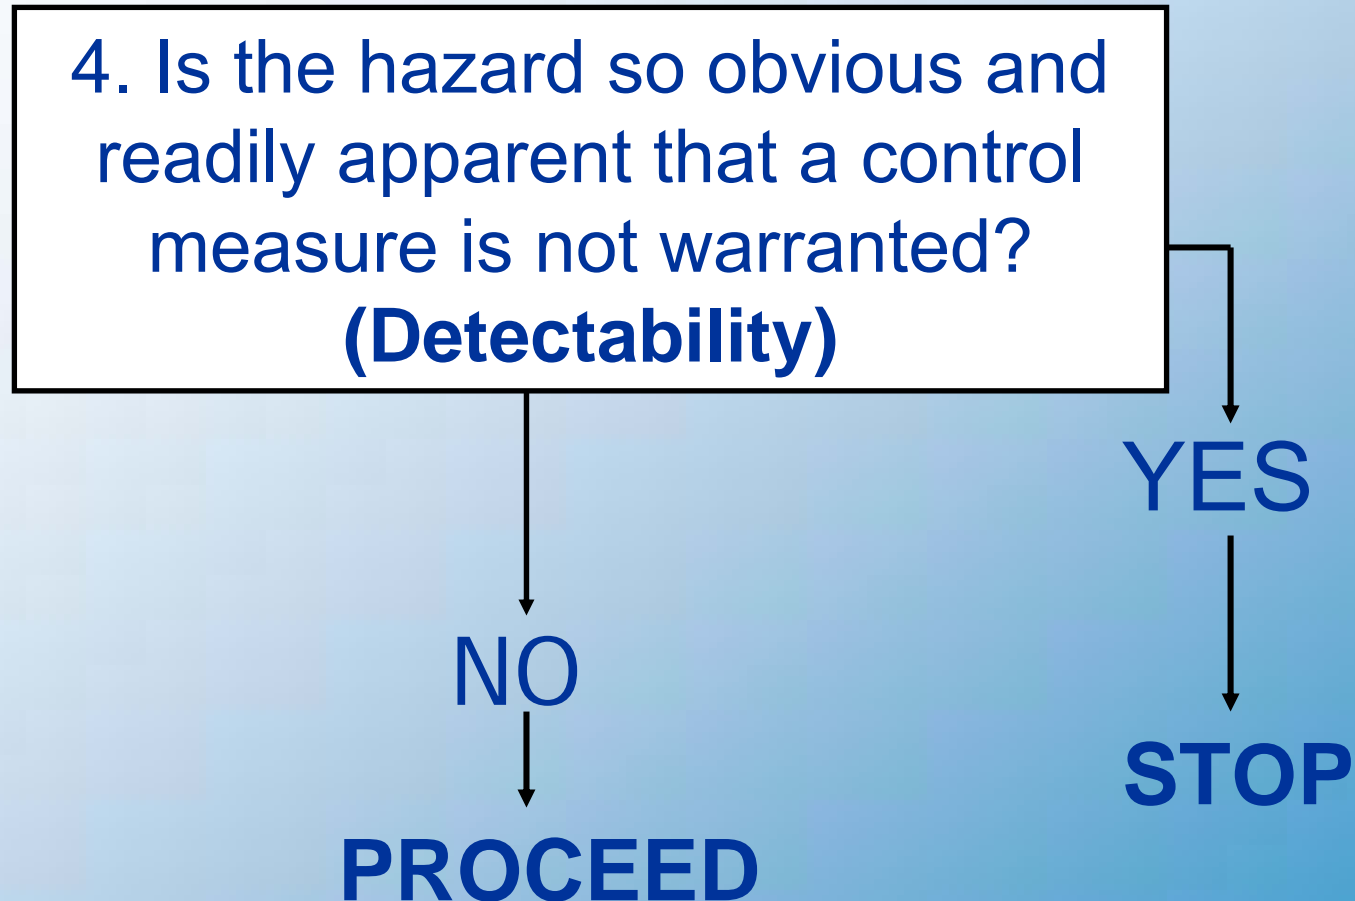 4. Is the hazard so obvious and
readily apparent that a control
measure is not warranted?
(Detectability)
YES
NO
STOP
PROCEED